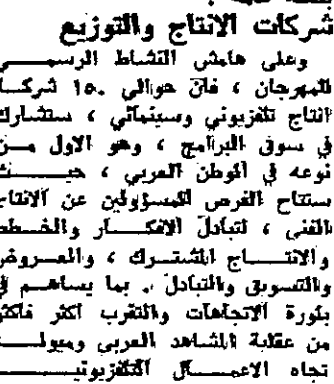 شركات الانتاج والتوزيع
وعلى هامش النشاط الرسمي
للمهرجان ، فان حوالي ١٥٠ شركة
انتاج تلفزيوني وسينمائي ، ستشارك
في سوق البرامج ، وهو الاول من
نوعه في الوطن العربي ، حيث
ستتاح الفرص للمسؤولين عن الانتاج
الفني ، لتبادل الافكار والخطط
والانتاج المشترك ، والعروض
والتسويق والتبادل .. بما يساهم في
بلورة الاتجاهات والتقرب اكثر فاكثر
من عقلية المشاهد العربي وميوله
تجاه الاعمال التلفزيونية